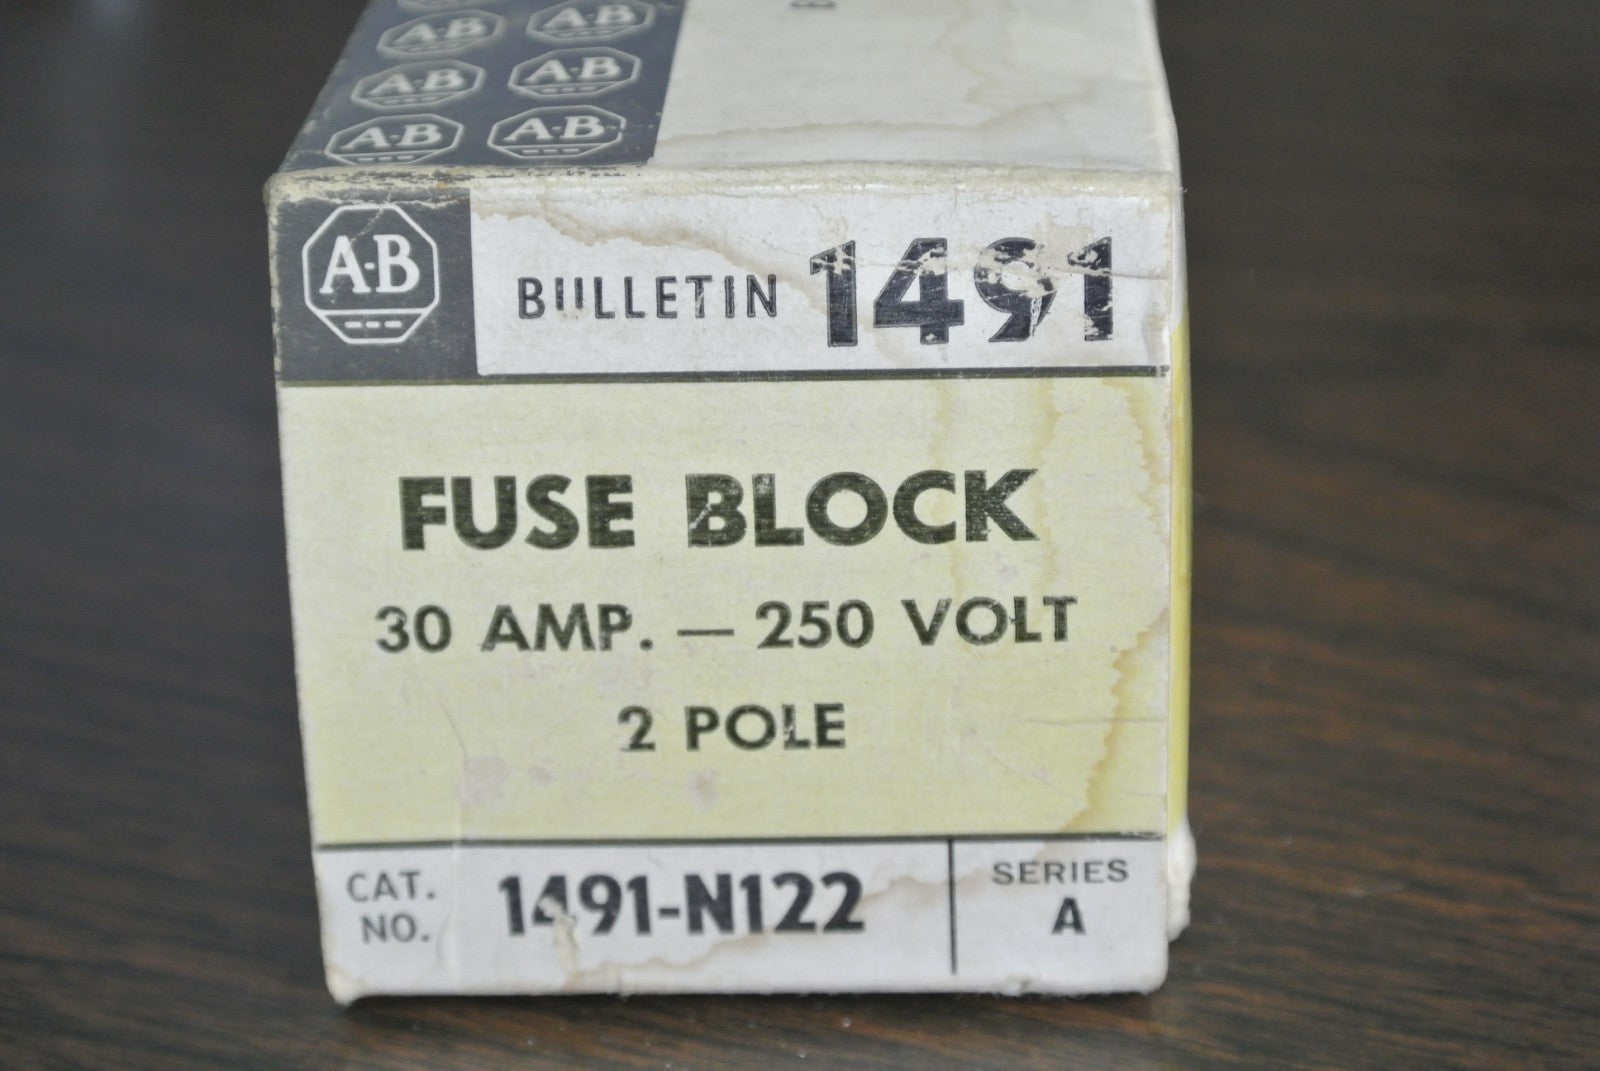 A-B A-B
A-B A-B
A-B A-B
A-B BULLETIN 1491
FUSE BLOCK
30 AMP. — 250 VOLT
2 POLE
CAT. NO. 1491-N122
SERIES A